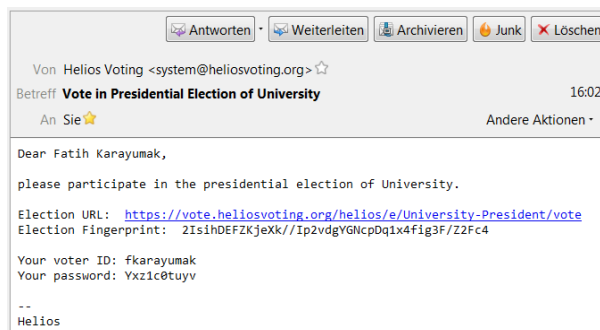 Antworten Weiterleiten Archivieren Junk Löschen
Von Helios Voting <system@heliosvoting.org>
Betreff Vote in Presidential Election of University 16:02
An Sie Andere Aktionen
Dear Fatih Karayumak,
please participate in the presidential election of University.
Election URL: https://vote.heliosvoting.org/helios/e/University-President/vote
Election Fingerprint: 2IsihDEFZKjeXk//Ip2vdgYGNcpDq1x4fig3F/Z2Fc4
Your voter ID: fkarayumak
Your password: Yxz1c0tuyv
--
Helios